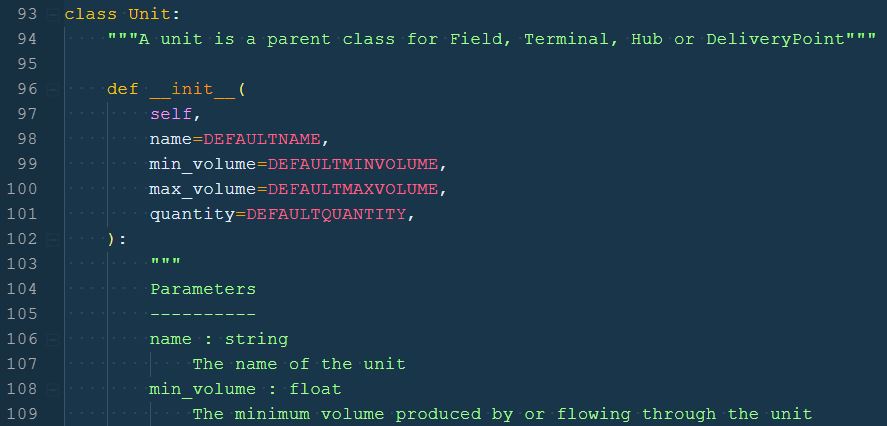 93 class Unit:
94     """A unit is a parent class for Field, Terminal, Hub or DeliveryPoint"""
95
96     def __init__(
97         self,
98         name=DEFAULTNAME,
99         min_volume=DEFAULTMINVOLUME,
100         max_volume=DEFAULTMAXVOLUME,
101         quantity=DEFAULTQUANTITY,
102     ):
103         """
104         Parameters
105         ----------
106         name : string
107             The name of the unit
108         min_volume : float
109             The minimum volume produced by or flowing through the unit